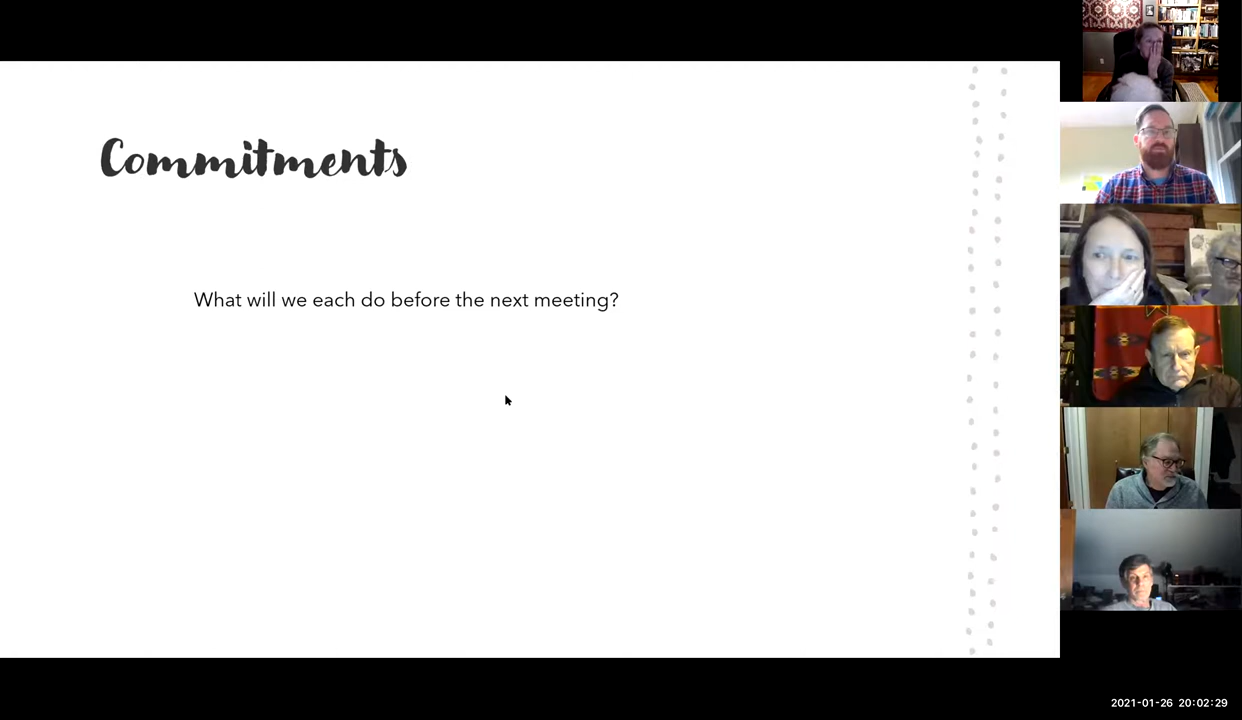 Commitments
What will we each do before the next meeting?
2021-01-26 20:02:29